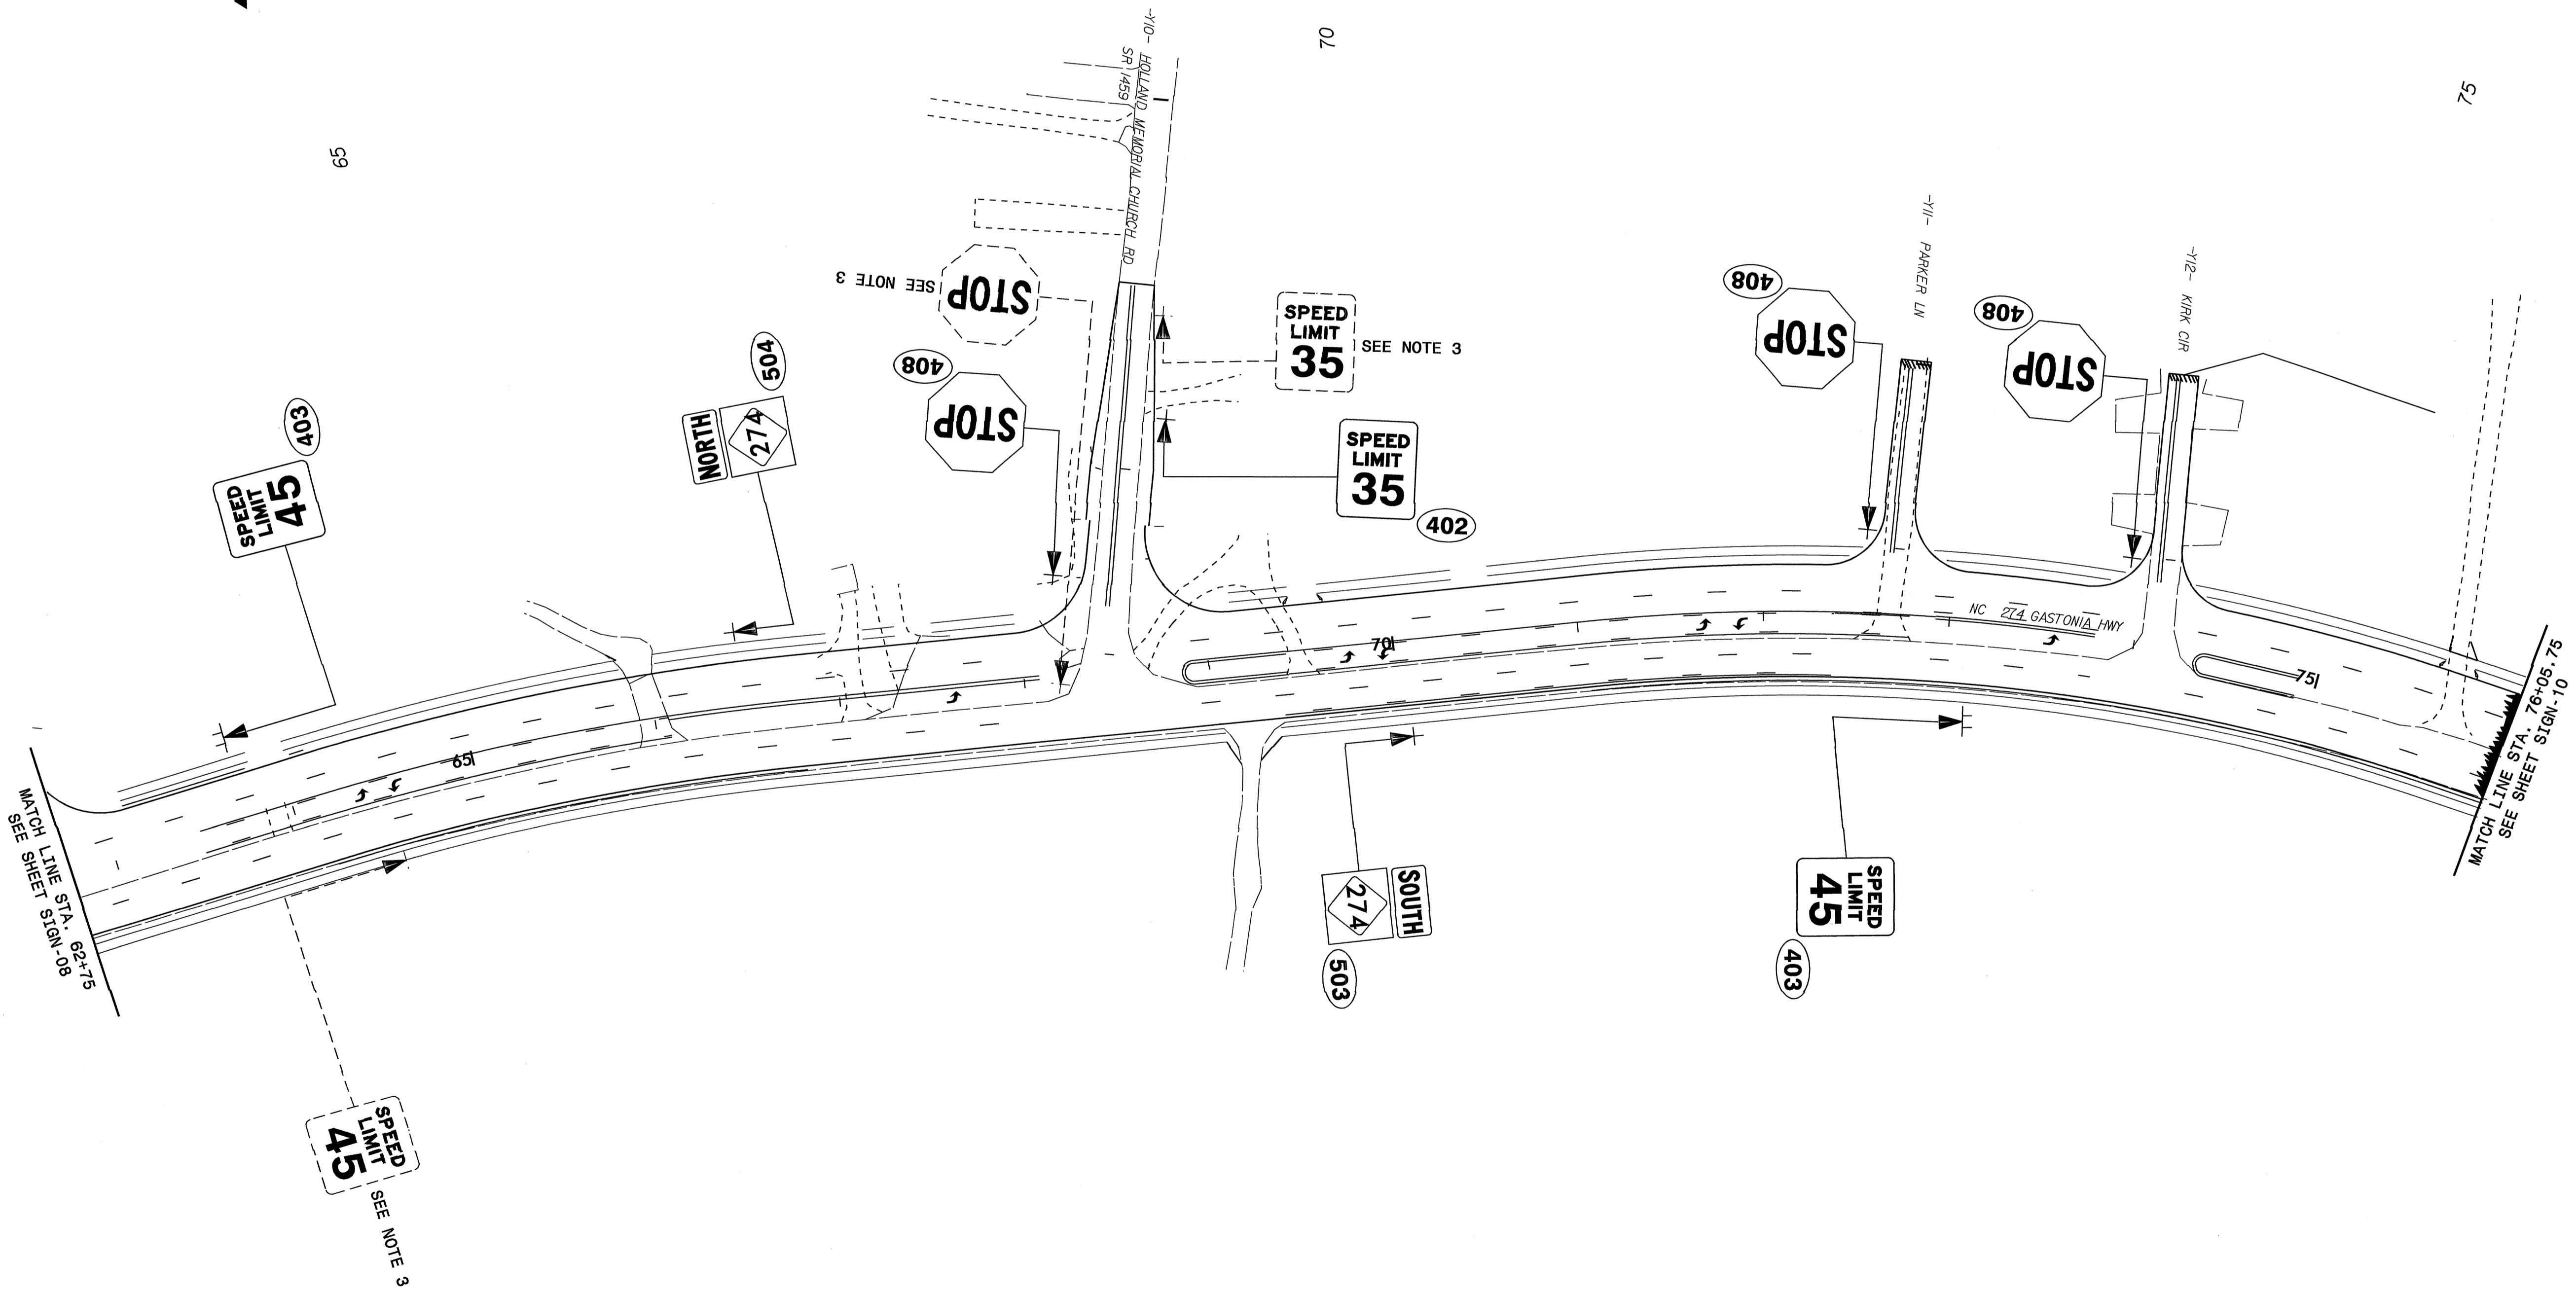 65
70
75
-Y10- HOLLAND MEMORIAL CHURCH RD
SR 1459
-Y11- PARKER LN
-Y12- KIRK CIR
STOP
SEE NOTE 3
SPEED
LIMIT
35
SEE NOTE 3
408
STOP
504
NORTH
274
403
SPEED
LIMIT
45
SPEED
LIMIT
35
402
408
STOP
408
STOP
NC 274 GASTONIA HWY
65
70
75
MATCH LINE STA. 62+75
SEE SHEET SIGN-08
MATCH LINE STA. 76+05.75
SEE SHEET SIGN-10
SOUTH
274
503
SPEED
LIMIT
45
403
SPEED
LIMIT
45
SEE NOTE 3